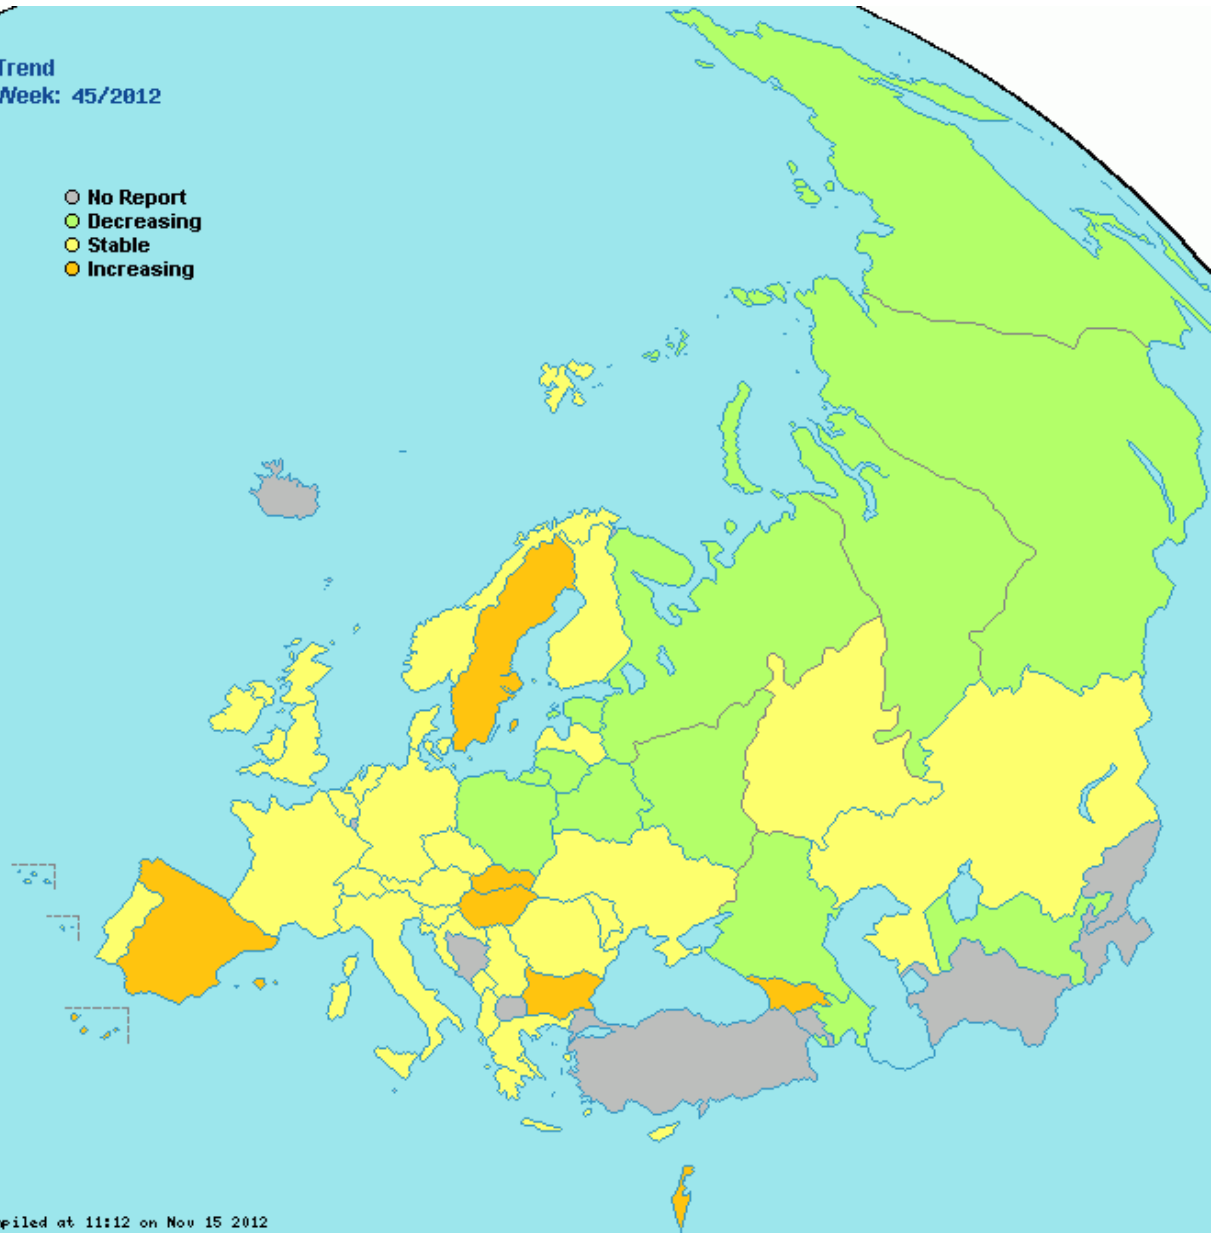 Trend
Week: 45/2012
No Report
Decreasing
Stable
Increasing
piled at 11:12 on Nov 15 2012